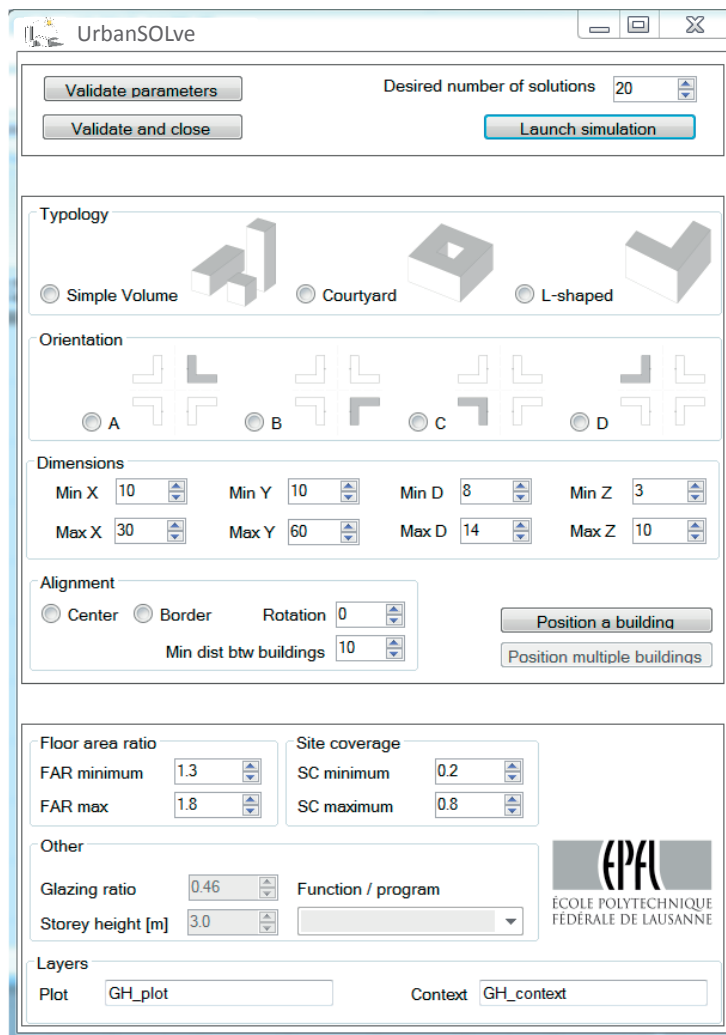 UrbanSOLve
Validate parameters
Desired number of solutions 20
Validate and close
Launch simulation
Typology
Simple Volume
Courtyard
L-shaped
Orientation
A
B
C
D
Dimensions
Min X 10 Min Y 10 Min D 8 Min Z 3
Max X 30 Max Y 60 Max D 14 Max Z 10
Alignment
Center Border Rotation 0
Position a building
Min dist btw buildings 10
Position multiple buildings
Floor area ratio
FAR minimum 1.3
FAR max 1.8
Site coverage
SC minimum 0.2
SC maximum 0.8
Other
Glazing ratio 0.46
Storey height [m] 3.0
Function / program
EPFL
ÉCOLE POLYTECHNIQUE
FÉDÉRALE DE LAUSANNE
Layers
Plot GH_plot Context GH_context